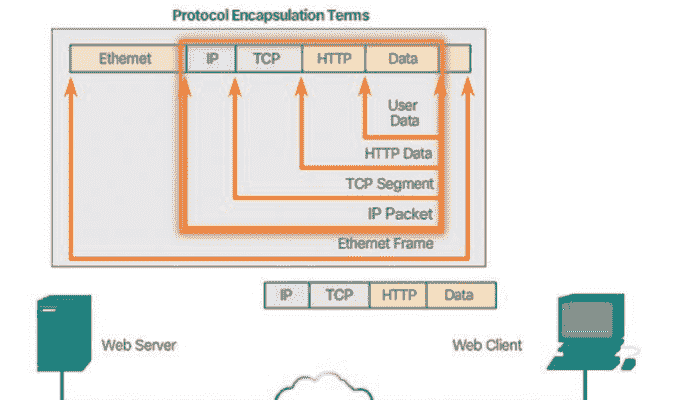 Protocol Encapsulation Terms
Ethernet IP TCP HTTP Data
User
Data
HTTP Data
TCP Segment
IP Packet
Ethernet Frame
IP TCP HTTP Data
Web Server
Web Client